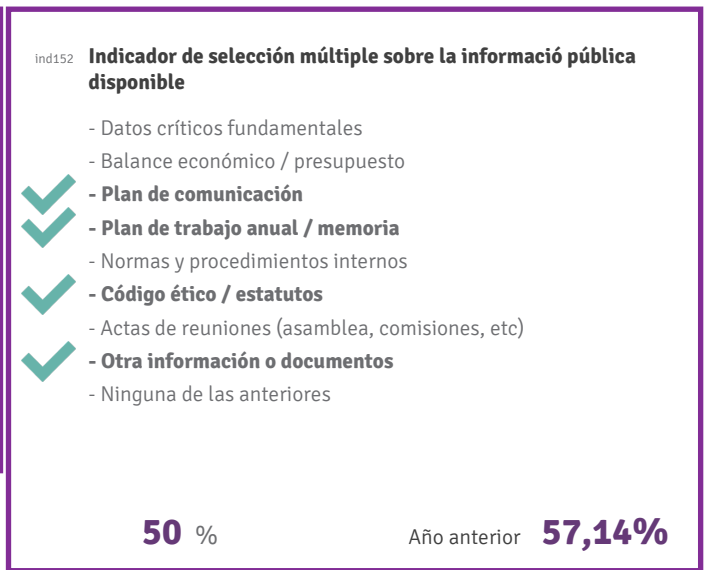 ind152 Indicador de selección múltiple sobre la informació pública
disponible
- Datos críticos fundamentales
- Balance económico / presupuesto
- Plan de comunicación
- Plan de trabajo anual / memoria
- Normas y procedimientos internos
- Código ético / estatutos
- Actas de reuniones (asamblea, comisiones, etc)
- Otra información o documentos
- Ninguna de las anteriores
50 % Año anterior 57,14%